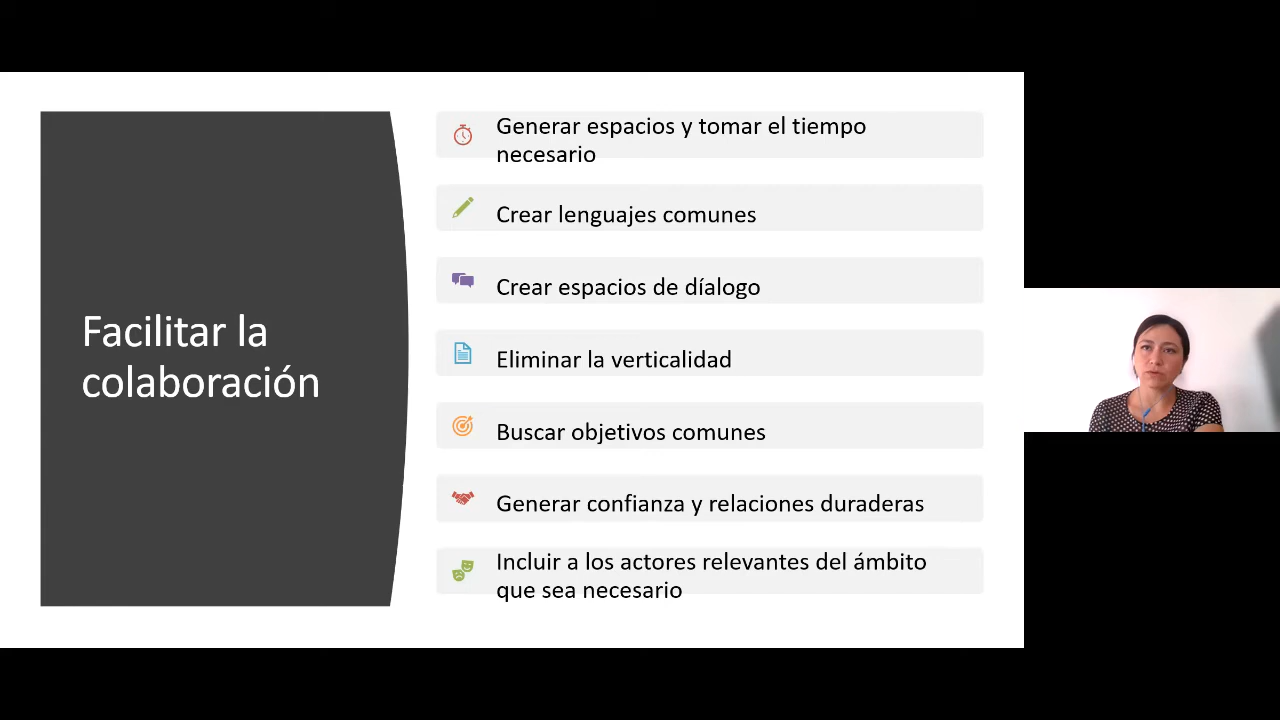 Facilitar la
colaboración
Generar espacios y tomar el tiempo
necesario
Crear lenguajes comunes
Crear espacios de díalogo
Eliminar la verticalidad
Buscar objetivos comunes
Generar confianza y relaciones duraderas
Incluir a los actores relevantes del ámbito
que sea necesario